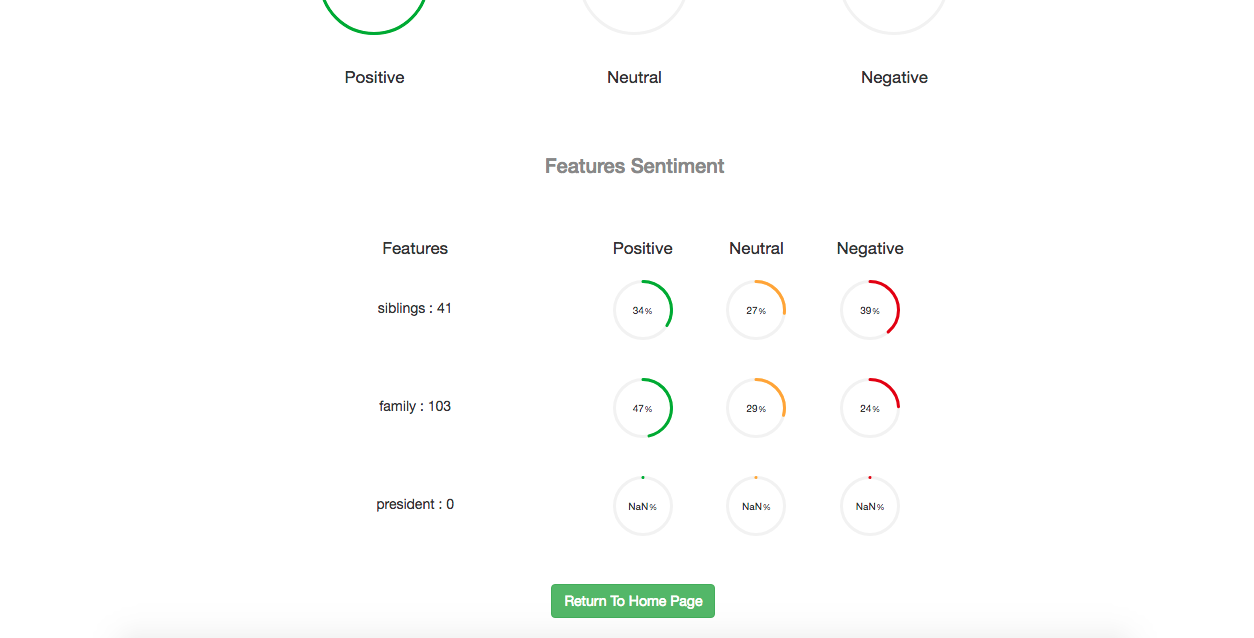 Positive Neutral Negative
Features Sentiment
Features Positive Neutral Negative
siblings : 41 34% 27% 39%
family : 103 47% 29% 24%
president : 0 NaN% NaN% NaN%
Return To Home Page